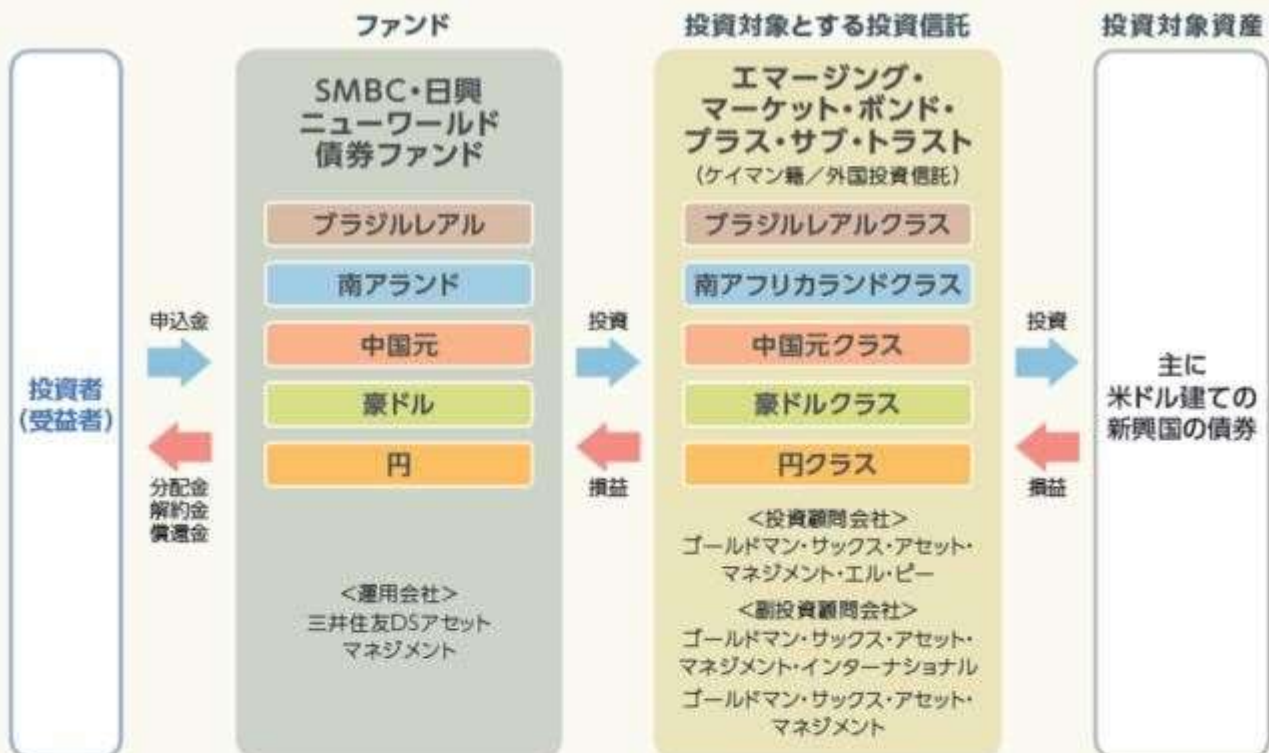 ファンド
投資対象とする投資信託
投資対象資産
投資者
(受益者)
申込金
分配金
解約金
償還金
SMBC・日興
ニューワールド
債券ファンド
ブラジルレアル
南アランド
中国元
豪ドル
円
<運用会社>
三井住友DSアセット
マネジメント
投資
損益
エマージング・
マーケット・ボンド・
プラス・サブ・トラスト
(ケイマン籍/外国投資信託)
ブラジルレアルクラス
南アフリカランドクラス
中国元クラス
豪ドルクラス
円クラス
<投資顧問会社>
ゴールドマン・サックス・アセット・
マネジメント・エル・ピー
<副投資顧問会社>
ゴールドマン・サックス・アセット・
マネジメント・インターナショナル
ゴールドマン・サックス・アセット・
マネジメント
投資
損益
主に
米ドル建ての
新興国の債券